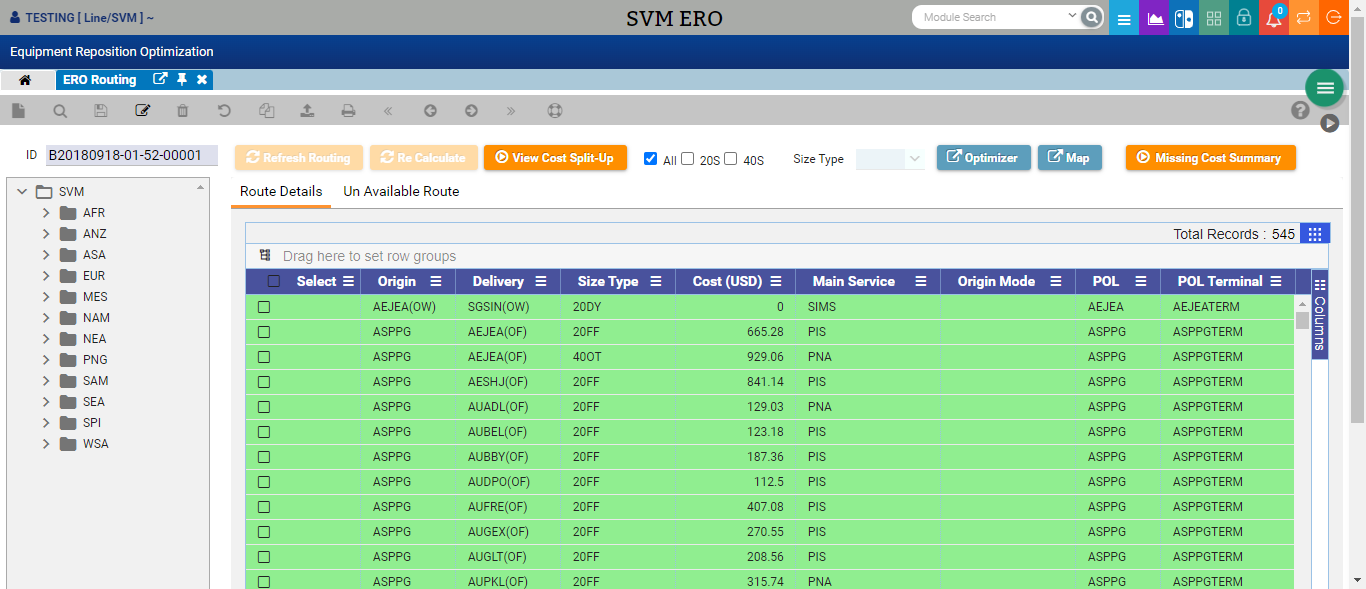 TESTING [ Line/SVM ] ~
SVM ERO
Module Search
0
Equipment Reposition Optimization
ERO Routing
ID B20180918-01-52-00001
Refresh Routing
Re Calculate
View Cost Split-Up
All 20S 40S
Size Type
Optimizer
Map
Missing Cost Summary
SVM
AFR
ANZ
ASA
EUR
MES
NAM
NEA
PNG
SAM
SEA
SPI
WSA
Route Details Un Available Route
Total Records : 545
Drag here to set row groups
Select Origin Delivery Size Type Cost (USD) Main Service Origin Mode POL POL Terminal
AEJEA(OW) SGSIN(OW) 20DY 0 SIMS AEJEA AEJEATERM
ASPPG AEJEA(OF) 20FF 665.28 PIS ASPPG ASPPGTERM
ASPPG AEJEA(OF) 40OT 929.06 PNA ASPPG ASPPGTERM
ASPPG AESHJ(OF) 20FF 841.14 PIS ASPPG ASPPGTERM
ASPPG AUADL(OF) 20FF 129.03 PNA ASPPG ASPPGTERM
ASPPG AUBEL(OF) 20FF 123.18 PIS ASPPG ASPPGTERM
ASPPG AUBBY(OF) 20FF 187.36 PIS ASPPG ASPPGTERM
ASPPG AUDPO(OF) 20FF 112.5 PIS ASPPG ASPPGTERM
ASPPG AUFRE(OF) 20FF 407.08 PIS ASPPG ASPPGTERM
ASPPG AUGEX(OF) 20FF 270.55 PIS ASPPG ASPPGTERM
ASPPG AUGLT(OF) 20FF 208.56 PIS ASPPG ASPPGTERM
ASPPG AUPKL(OF) 20FF 315.74 PNA ASPPG ASPPGTERM
Columns